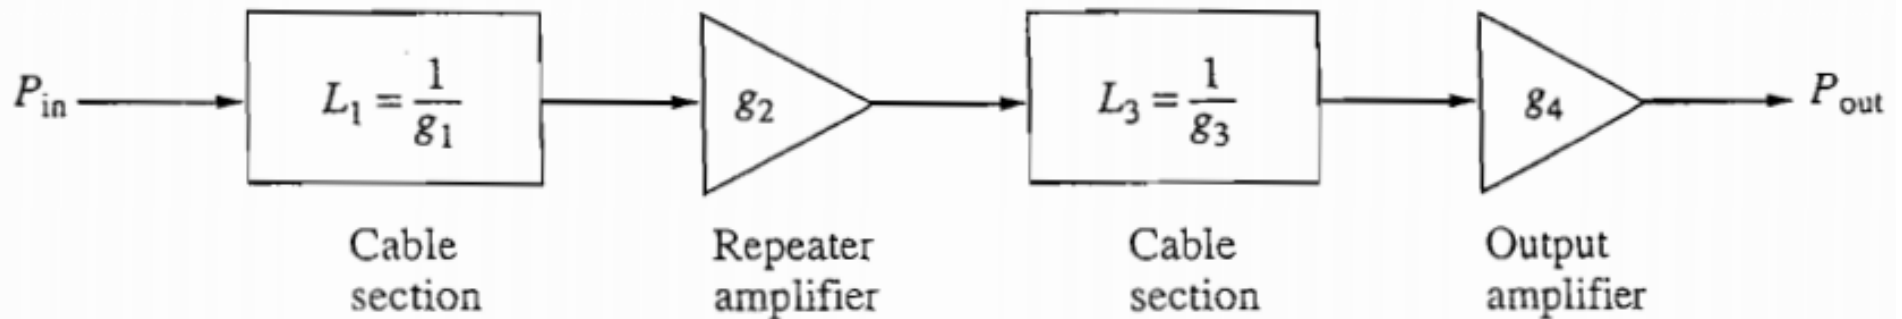 P_in
L_1 = 1/g_1
g_2
L_3 = 1/g_3
g_4
P_out
Cable
section
Repeater
amplifier
Cable
section
Output
amplifier